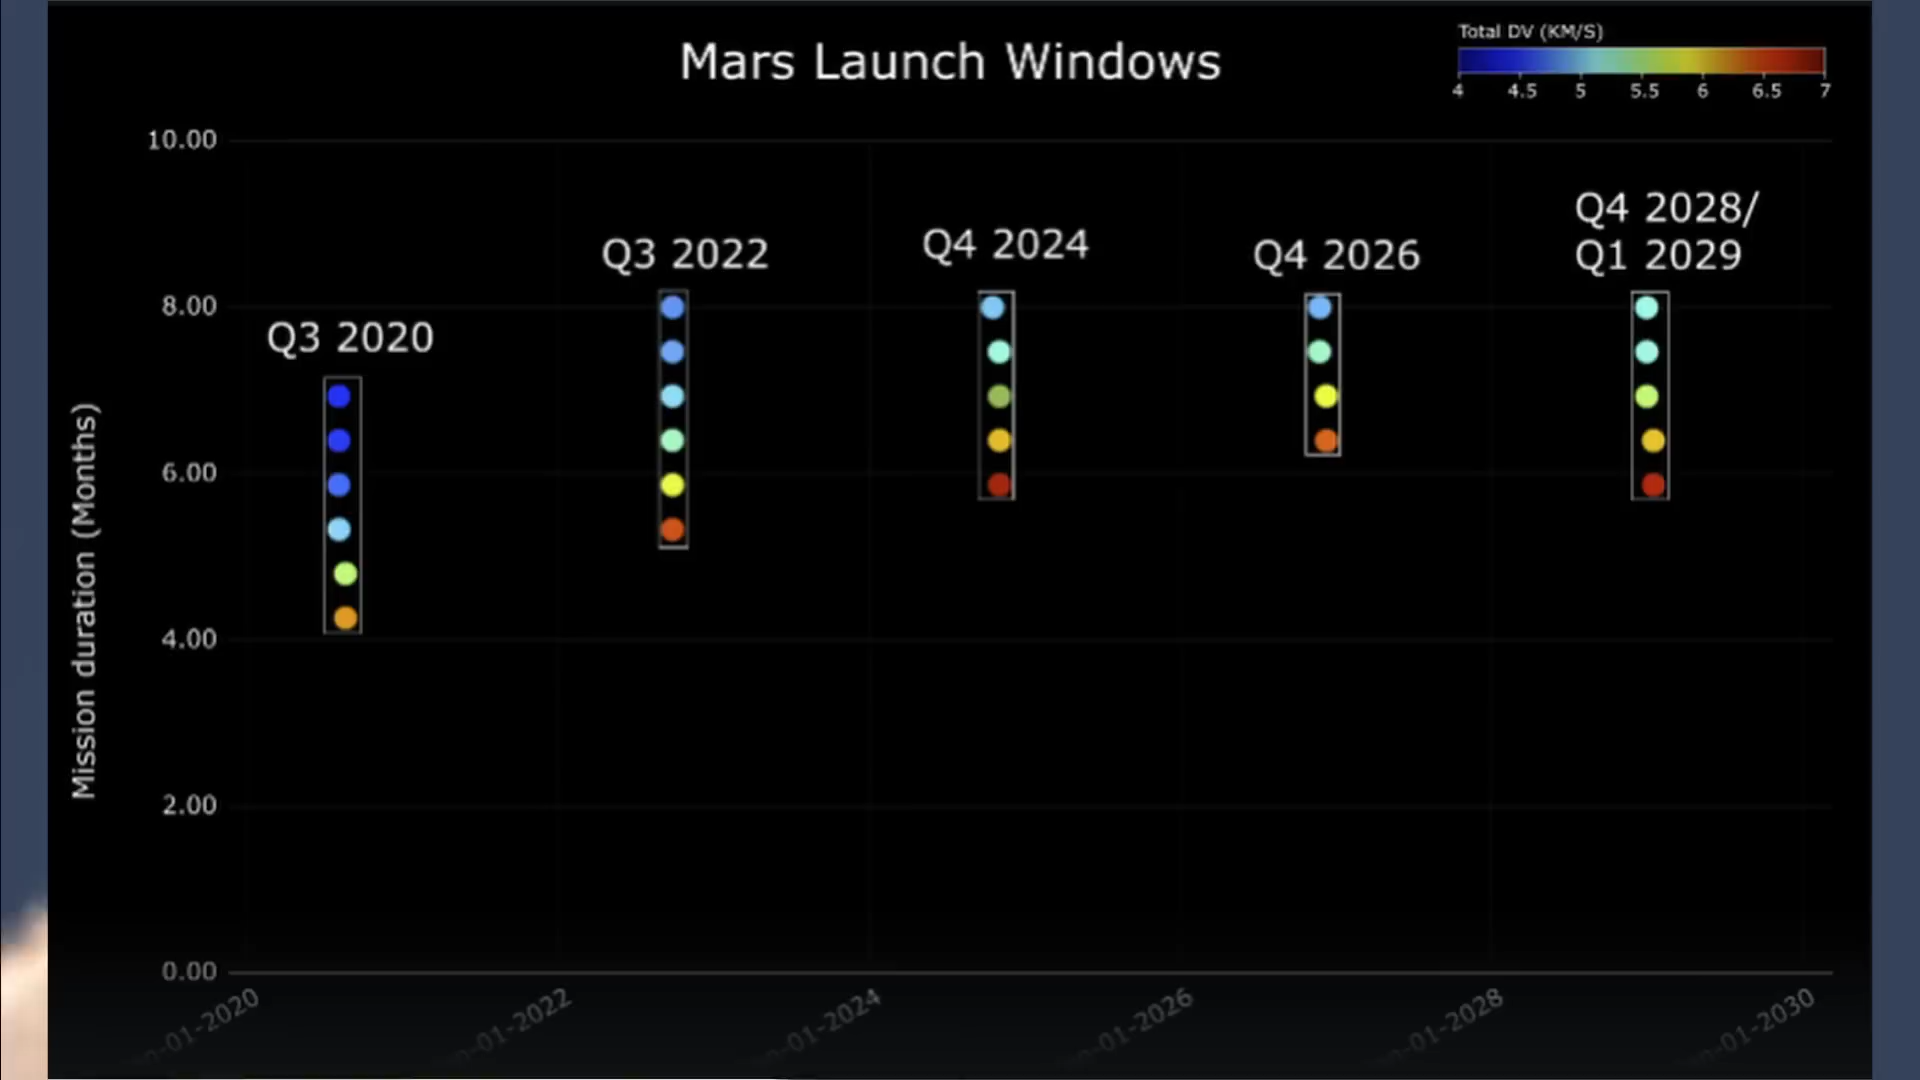 Total DV (KM/S)
Mars Launch Windows
4 4.5 5 5.5 6 6.5 7
10.00
Q4 2028/
Q1 2029
Q4 2024
Q3 2022
Q4 2026
8.00
Q3 2020
Mission duration (Months)
6.00
4.00
2.00
0.00
-01-2020
-01-2022
-01-2024
-01-2026
-01-2028
-01-2030